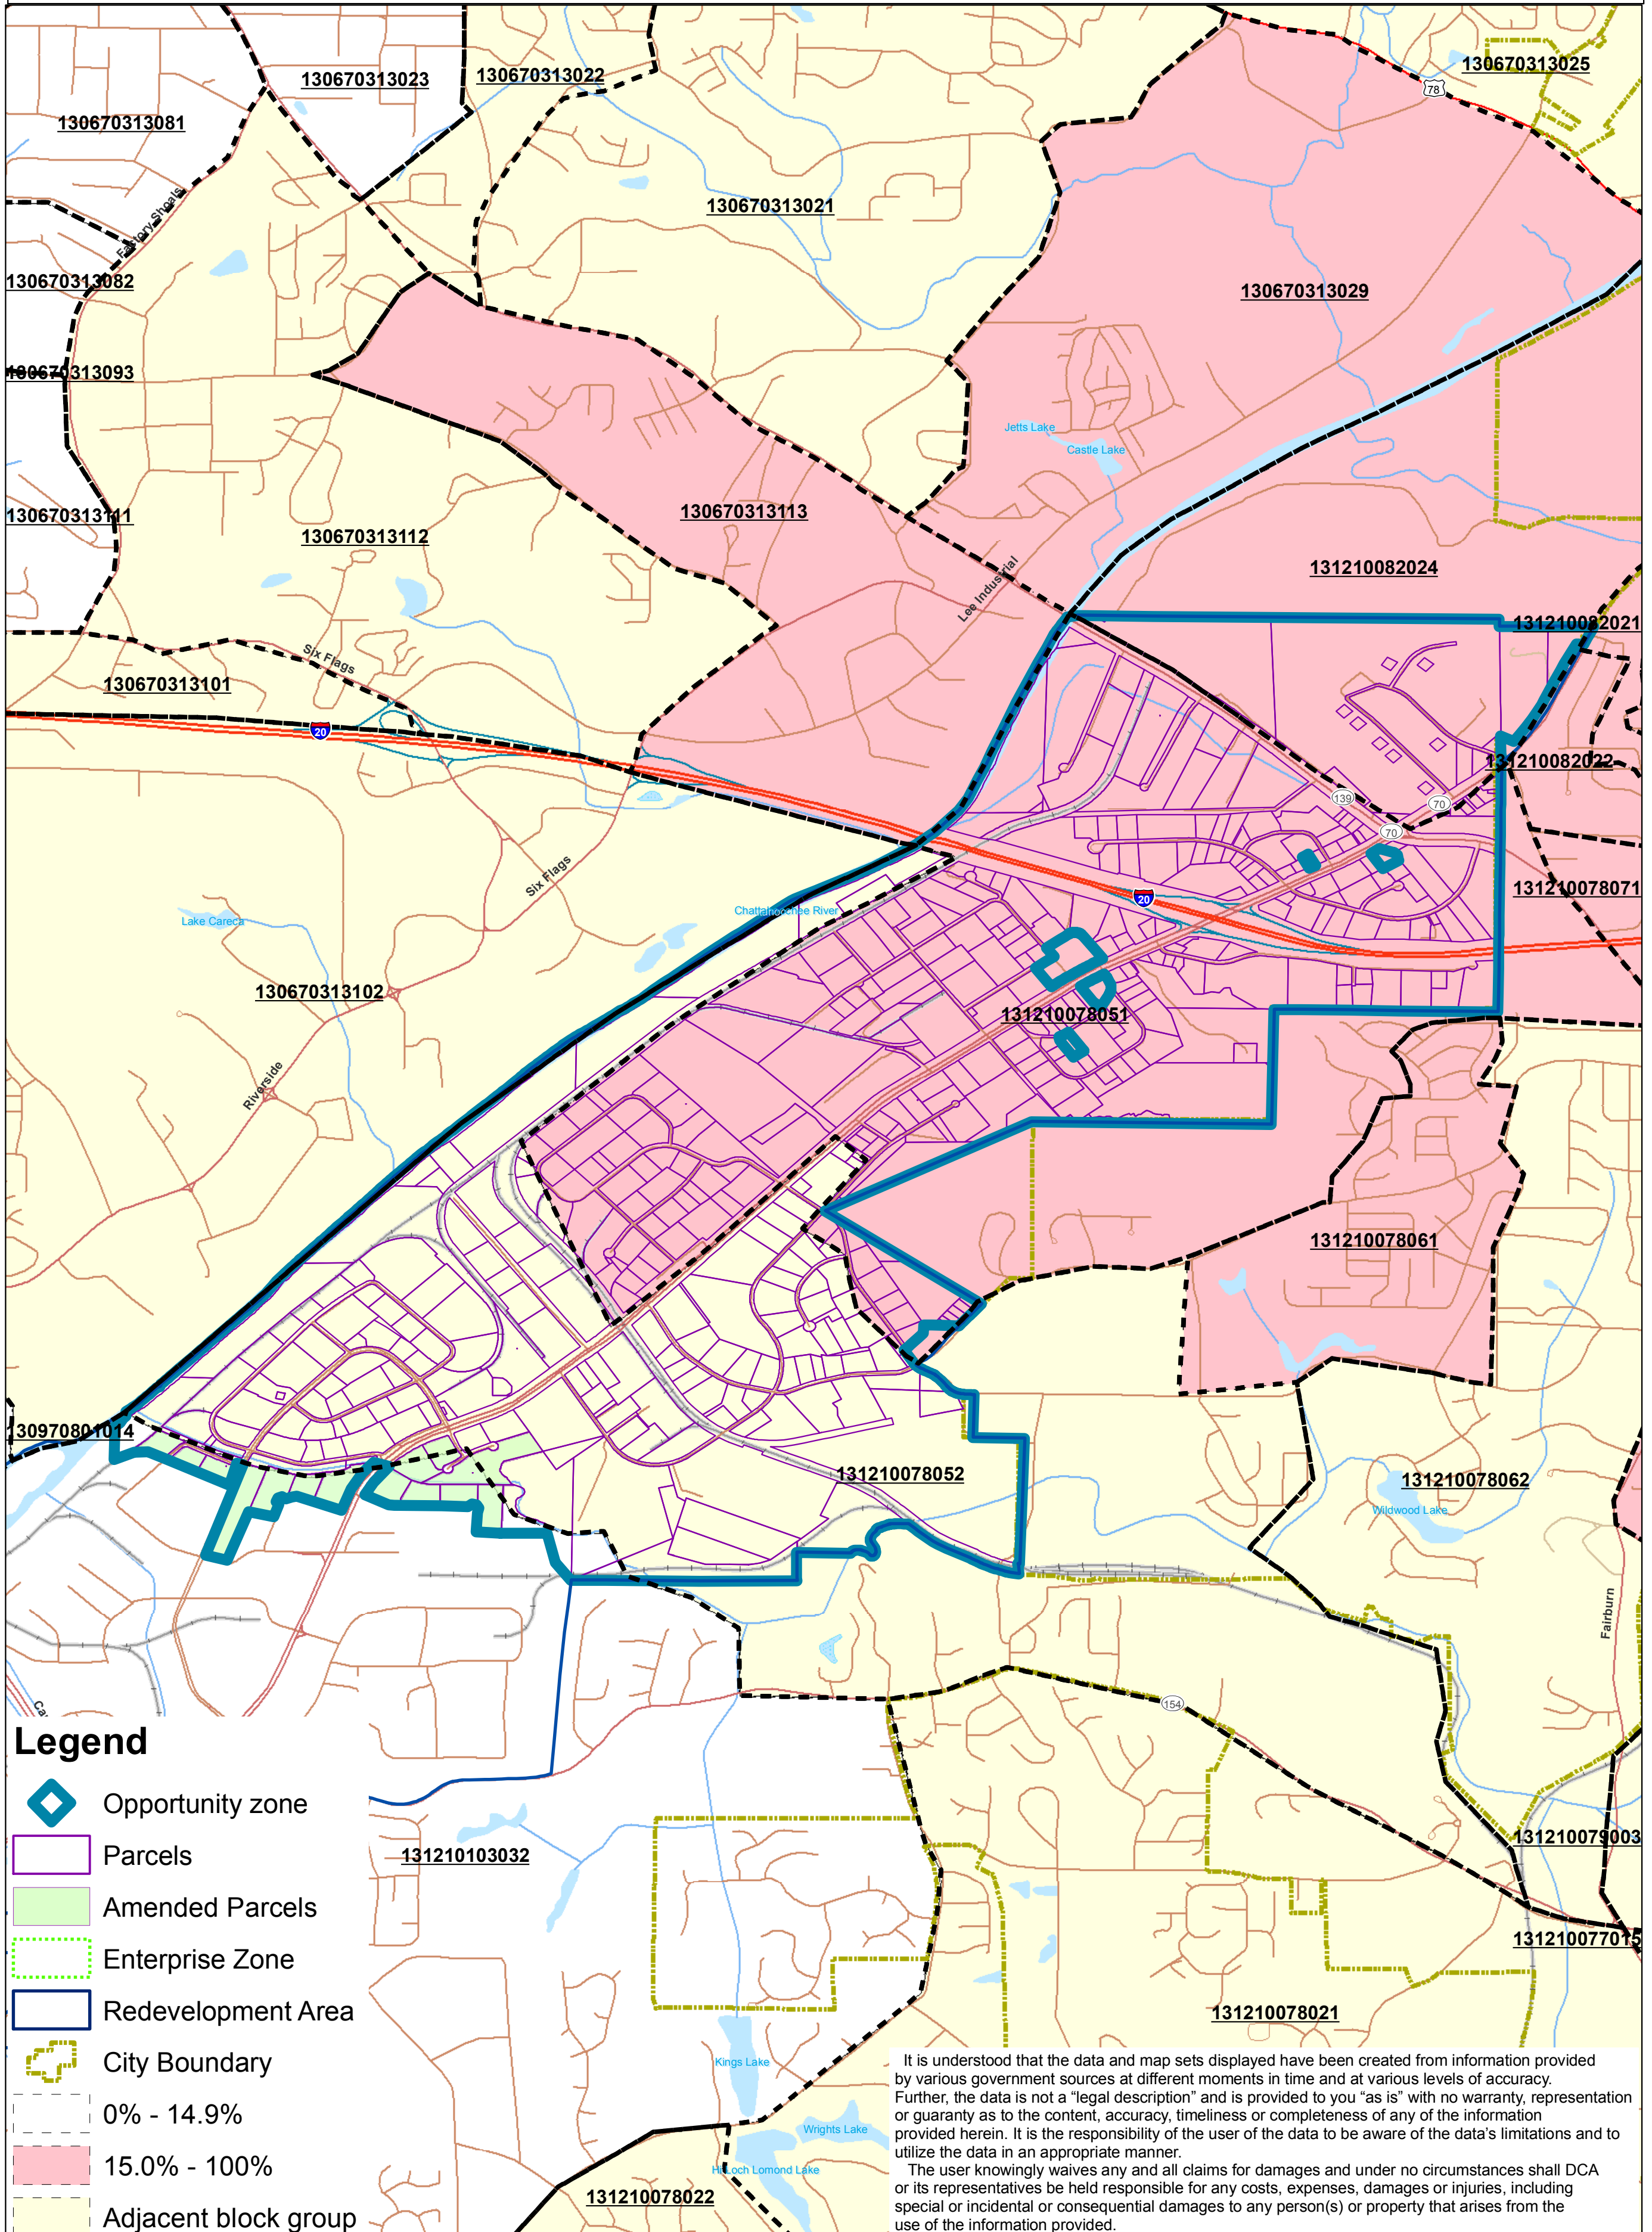 130670313025
130670313023
130670313022
78
130670313081
130670313021
Factory Shoals
130670313082
130670313029
130670313093
Jetts Lake
Castle Lake
130670313113
130670313111
130670313112
131210082024
Lee Industrial
131210082021
Six Flags
130670313101
20
131210082022
139
70
70
Six Flags
131210078071
20
Chattahoochee River
Lake Careca
130670313102
131210078051
Riverside
131210078061
130970801014
131210078052
131210078062
Wildwood Lake
Fairburn
154
131210079003
131210103032
131210077015
131210078021
Kings Lake
Wrights Lake
Hi Loch Lomond Lake
131210078022
Legend
Opportunity zone
Parcels
Amended Parcels
Enterprise Zone
Redevelopment Area
City Boundary
0% - 14.9%
15.0% - 100%
Adjacent block group
It is understood that the data and map sets displayed have been created from information provided
by various government sources at different moments in time and at various levels of accuracy.
Further, the data is not a “legal description” and is provided to you “as is” with no warranty, representation
or guaranty as to the content, accuracy, timeliness or completeness of any of the information
provided herein. It is the responsibility of the user of the data to be aware of the data’s limitations and to
utilize the data in an appropriate manner.
The user knowingly waives any and all claims for damages and under no circumstances shall DCA
or its representatives be held responsible for any costs, expenses, damages or injuries, including
special or incidental or consequential damages to any person(s) or property that arises from the
use of the information provided.